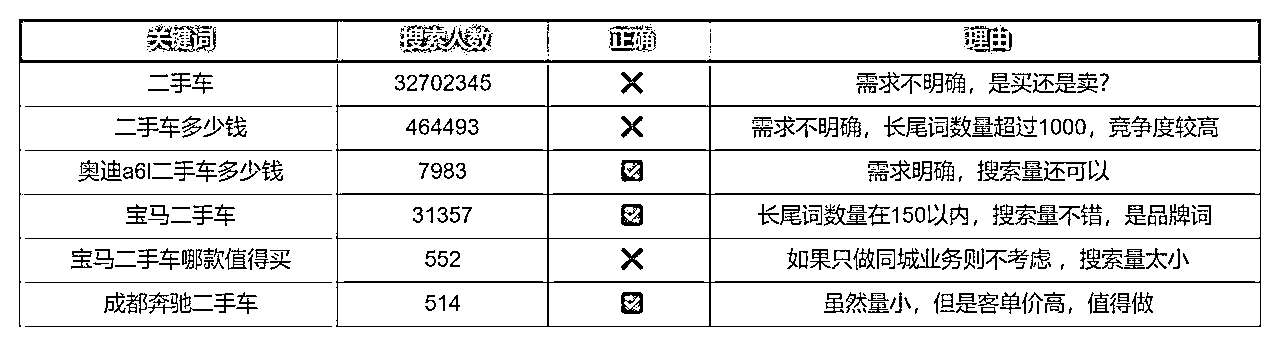 关键词 搜索人数 正确 理由
二手车 32702345 ❌ 需求不明确，是买还是卖？
二手车多少钱 464493 ❌ 需求不明确，长尾词数量超过1000，竞争度较高
奥迪a6l二手车多少钱 7983 ☑ 需求明确，搜索量还可以
宝马二手车 31357 ☑ 长尾词数量在150以内，搜索量不错，是品牌词
宝马二手车哪款值得买 552 ❌ 如果只做同城业务则不考虑，搜索量太小
成都奔驰二手车 514 ☑ 虽然量小，但是客单价高，值得做